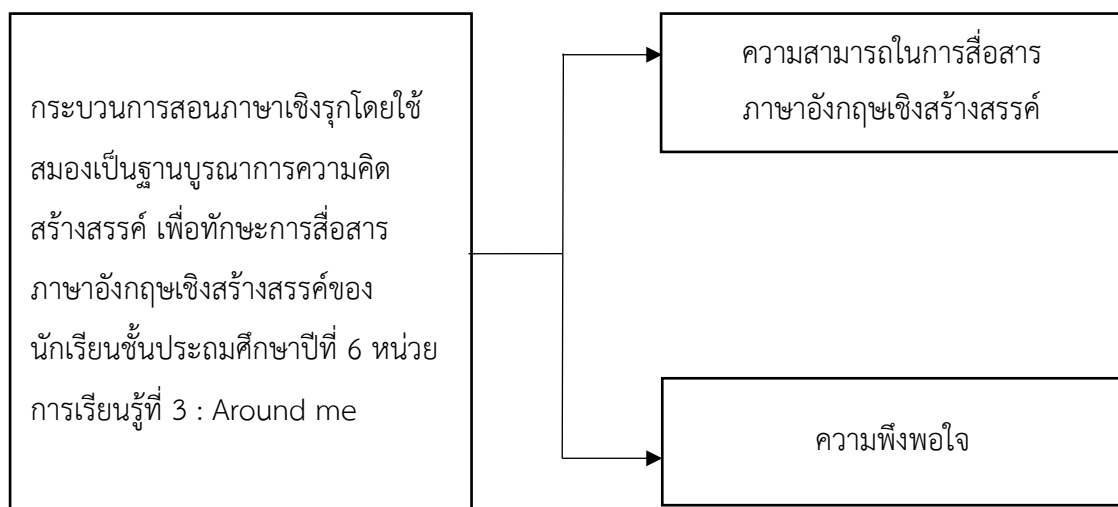 กระบวนการสอนภาษาเชิงรุกโดยใช้
สมองเป็นฐานบูรณาการความคิด
สร้างสรรค์ เพื่อทักษะการสื่อสาร
ภาษาอังกฤษเชิงสร้างสรรค์ของ
นักเรียนชั้นประถมศึกษาปีที่ 6 หน่วย
การเรียนรู้ที่ 3 : Around me
ความสามารถในการสื่อสาร
ภาษาอังกฤษเชิงสร้างสรรค์
ความพึงพอใจ